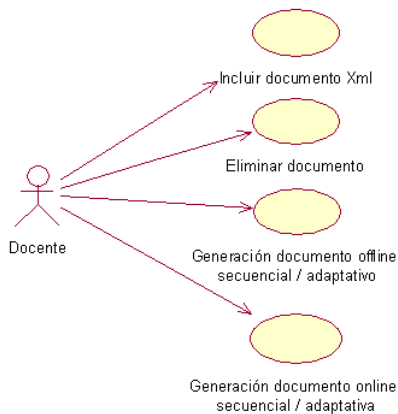 Incluir documento Xml
Eliminar documento
Docente
Generación documento offline
secuencial / adaptativo
Generación documento online
secuencial / adaptativa